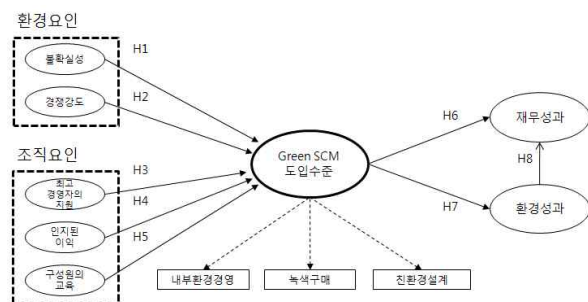 환경요인
불확실성
경쟁강도
H1
H2
조직요인
최고
경영자의
지원
인지된
이익
구성원의
교육
H3
H4
H5
Green SCM
도입수준
내부환경경영
녹색구매
친환경설계
H6
H7
재무성과
H8
환경성과